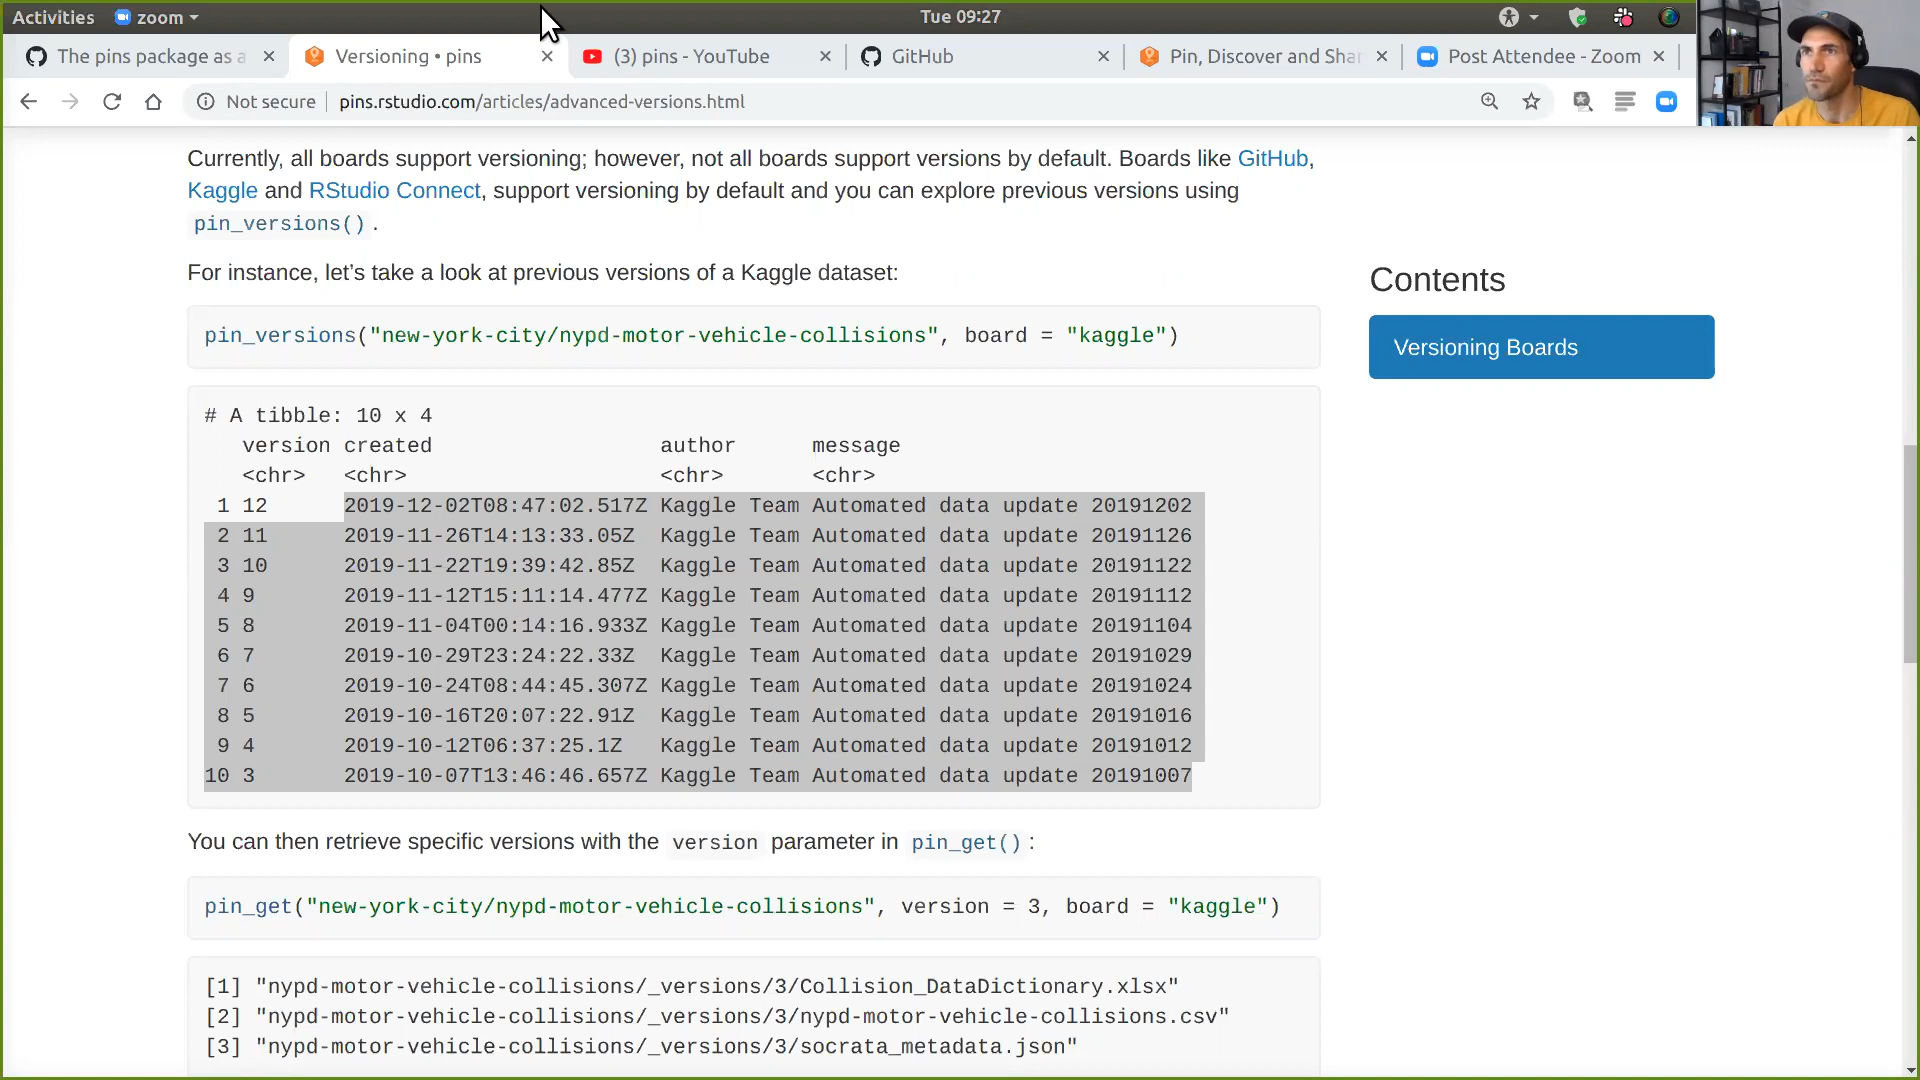 Activities zoom Tue 09:27
The pins package as a Versioning • pins (3) pins - YouTube GitHub Pin, Discover and Shar Post Attendee - Zoom
Not secure pins.rstudio.com/articles/advanced-versions.html
Currently, all boards support versioning; however, not all boards support versions by default. Boards like GitHub,
Kaggle and RStudio Connect, support versioning by default and you can explore previous versions using
pin_versions() .
For instance, let’s take a look at previous versions of a Kaggle dataset:
Contents
Versioning Boards
pin_versions("new-york-city/nypd-motor-vehicle-collisions", board = "kaggle")
# A tibble: 10 x 4
version created author message
<chr> <chr> <chr> <chr>
1 12 2019-12-02T08:47:02.517Z Kaggle Team Automated data update 20191202
2 11 2019-11-26T14:13:33.05Z Kaggle Team Automated data update 20191126
3 10 2019-11-22T19:39:42.85Z Kaggle Team Automated data update 20191122
4 9 2019-11-12T15:11:14.477Z Kaggle Team Automated data update 20191112
5 8 2019-11-04T00:14:16.933Z Kaggle Team Automated data update 20191104
6 7 2019-10-29T23:24:22.33Z Kaggle Team Automated data update 20191029
7 6 2019-10-24T08:44:45.307Z Kaggle Team Automated data update 20191024
8 5 2019-10-16T20:07:22.91Z Kaggle Team Automated data update 20191016
9 4 2019-10-12T06:37:25.1Z Kaggle Team Automated data update 20191012
10 3 2019-10-07T13:46:46.657Z Kaggle Team Automated data update 20191007
You can then retrieve specific versions with the version parameter in pin_get() :
pin_get("new-york-city/nypd-motor-vehicle-collisions", version = 3, board = "kaggle")
[1] "nypd-motor-vehicle-collisions/_versions/3/Collision_DataDictionary.xlsx"
[2] "nypd-motor-vehicle-collisions/_versions/3/nypd-motor-vehicle-collisions.csv"
[3] "nypd-motor-vehicle-collisions/_versions/3/socrata_metadata.json"